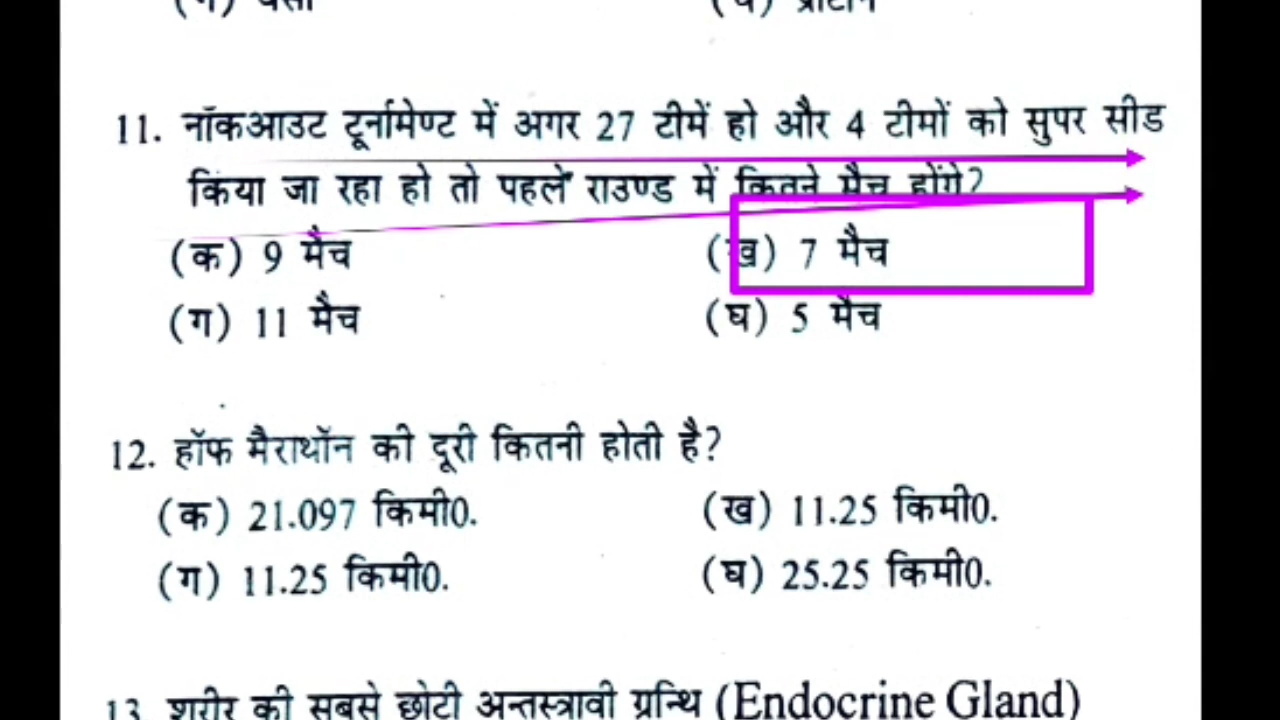 (ग) वसा (घ) प्रोटीन
11. नॉकआउट टूर्नामेण्ट में अगर 27 टीमें हो और 4 टीमों को सुपर सीड
किया जा रहा हो तो पहले राउण्ड में कितने मैच होंगे?
(क) 9 मैच (ख) 7 मैच
(ग) 11 मैच (घ) 5 मैच
12. हॉफ मैराथॉन की दूरी कितनी होती है?
(क) 21.097 किमी0. (ख) 11.25 किमी0.
(ग) 11.25 किमी0. (घ) 25.25 किमी0.
13. शरीर की सबसे छोटी अन्तस्त्रावी ग्रन्थि (Endocrine Gland)